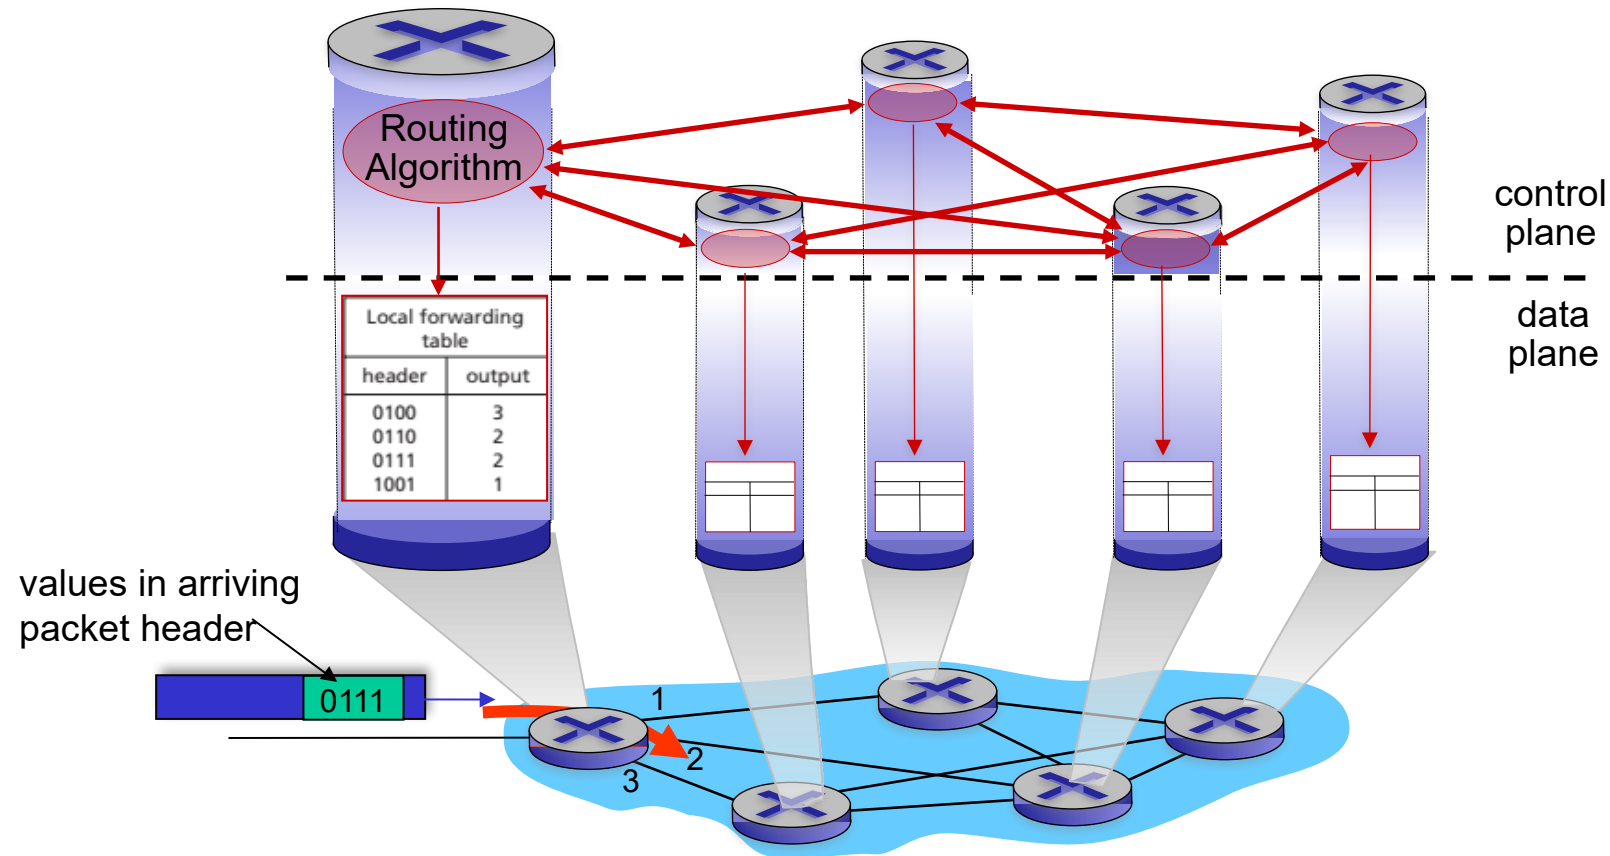 Routing
Algorithm
control
plane
data
plane
Local forwarding
table
header output
0100 3
0110 2
0111 2
1001 1
values in arriving
packet header
0111
1
2
3